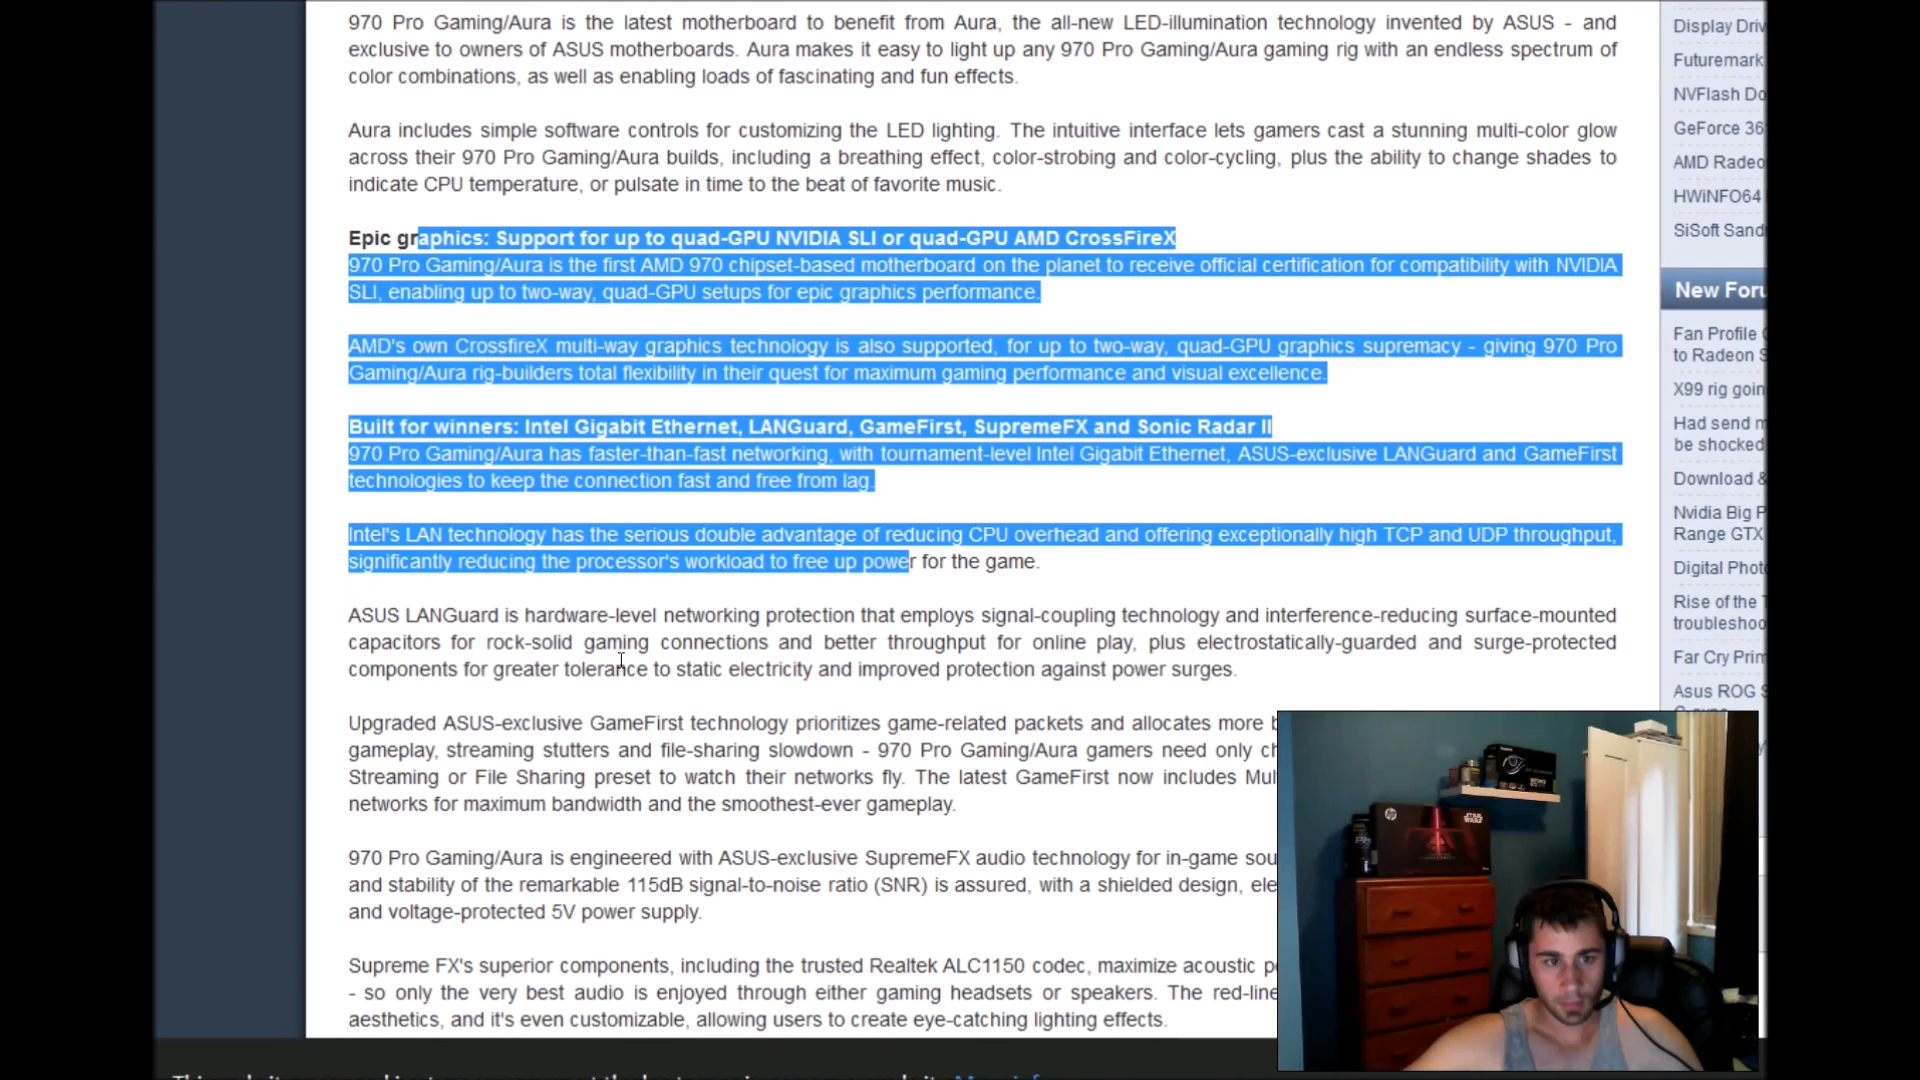 970 Pro Gaming/Aura is the latest motherboard to benefit from Aura, the all-new LED-illumination technology invented by ASUS - and
exclusive to owners of ASUS motherboards. Aura makes it easy to light up any 970 Pro Gaming/Aura gaming rig with an endless spectrum of
color combinations, as well as enabling loads of fascinating and fun effects.
Aura includes simple software controls for customizing the LED lighting. The intuitive interface lets gamers cast a stunning multi-color glow
across their 970 Pro Gaming/Aura builds, including a breathing effect, color-strobing and color-cycling, plus the ability to change shades to
indicate CPU temperature, or pulsate in time to the beat of favorite music.
Epic graphics: Support for up to quad-GPU NVIDIA SLI or quad-GPU AMD CrossFireX
970 Pro Gaming/Aura is the first AMD 970 chipset-based motherboard on the planet to receive official certification for compatibility with NVIDIA
SLI, enabling up to two-way, quad-GPU setups for epic graphics performance.
AMD's own CrossfireX multi-way graphics technology is also supported, for up to two-way, quad-GPU graphics supremacy - giving 970 Pro
Gaming/Aura rig-builders total flexibility in their quest for maximum gaming performance and visual excellence.
Built for winners: Intel Gigabit Ethernet, LANGuard, GameFirst, SupremeFX and Sonic Radar II
970 Pro Gaming/Aura has faster-than-fast networking, with tournament-level Intel Gigabit Ethernet, ASUS-exclusive LANGuard and GameFirst
technologies to keep the connection fast and free from lag.
Intel's LAN technology has the serious double advantage of reducing CPU overhead and offering exceptionally high TCP and UDP throughput,
significantly reducing the processor's workload to free up power for the game.
ASUS LANGuard is hardware-level networking protection that employs signal-coupling technology and interference-reducing surface-mounted
capacitors for rock-solid gaming connections and better throughput for online play, plus electrostatically-guarded and surge-protected
components for greater tolerance to static electricity and improved protection against power surges.
Upgraded ASUS-exclusive GameFirst technology prioritizes game-related packets and allocates more
gameplay, streaming stutters and file-sharing slowdown - 970 Pro Gaming/Aura gamers need only
Streaming or File Sharing preset to watch their networks fly. The latest GameFirst now includes
networks for maximum bandwidth and the smoothest-ever gameplay.
970 Pro Gaming/Aura is engineered with ASUS-exclusive SupremeFX audio technology for in-game
and stability of the remarkable 115dB signal-to-noise ratio (SNR) is assured, with a shielded design,
and voltage-protected 5V power supply.
Supreme FX's superior components, including the trusted Realtek ALC1150 codec, maximize acoustic
- so only the very best audio is enjoyed through either gaming headsets or speakers. The red-line
aesthetics, and it's even customizable, allowing users to create eye-catching lighting effects.
Display Driv
Futuremark
NVFlash Do
GeForce 36
AMD Radeo
HWiNFO64
SiSoft Sand
New Foru
Fan Profile
to Radeon S
X99 rig goin
Had send m
be shocked
Download &
Nvidia Big P
Range GTX
Digital Phot
Rise of the T
troubleshoo
Far Cry Prim
Asus ROG S
hp
STAR
WARS